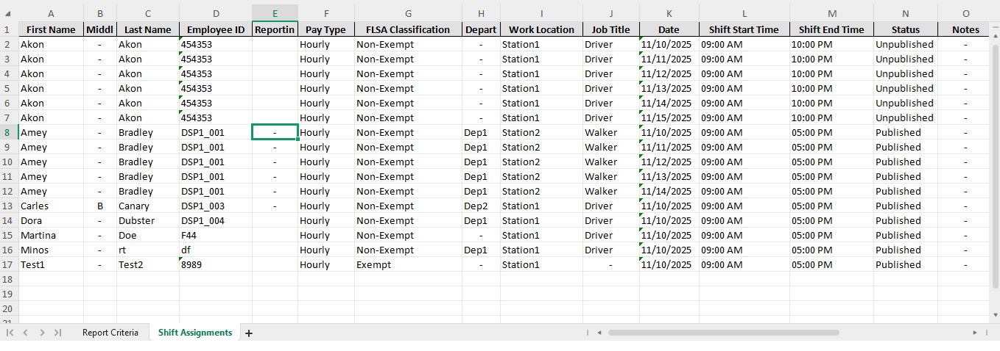 A B C D E F G H I J K L M N O
1 First Name Middl Last Name Employee ID Reportin Pay Type FLSA Classification Depart Work Location Job Title Date Shift Start Time Shift End Time Status Notes
2 Akon - Akon 454353 Hourly Non-Exempt - Station1 Driver 11/10/2025 09:00 AM 10:00 PM Unpublished -
3 Akon - Akon 454353 Hourly Non-Exempt - Station1 Driver 11/11/2025 09:00 AM 10:00 PM Unpublished -
4 Akon - Akon 454353 Hourly Non-Exempt - Station1 Driver 11/12/2025 09:00 AM 10:00 PM Unpublished -
5 Akon - Akon 454353 Hourly Non-Exempt - Station1 Driver 11/13/2025 09:00 AM 10:00 PM Unpublished -
6 Akon - Akon 454353 Hourly Non-Exempt - Station1 Driver 11/14/2025 09:00 AM 10:00 PM Unpublished -
7 Akon - Akon 454353 Hourly Non-Exempt - Station1 Driver 11/15/2025 09:00 AM 10:00 PM Unpublished -
8 Amey - Bradley DSP1_001 - Hourly Non-Exempt Dep1 Station2 Walker 11/10/2025 09:00 AM 05:00 PM Published -
9 Amey - Bradley DSP1_001 - Hourly Non-Exempt Dep1 Station2 Walker 11/11/2025 09:00 AM 05:00 PM Published -
10 Amey - Bradley DSP1_001 - Hourly Non-Exempt Dep1 Station2 Walker 11/12/2025 09:00 AM 05:00 PM Published -
11 Amey - Bradley DSP1_001 - Hourly Non-Exempt Dep1 Station2 Walker 11/13/2025 09:00 AM 05:00 PM Published -
12 Amey - Bradley DSP1_001 - Hourly Non-Exempt Dep1 Station2 Walker 11/14/2025 09:00 AM 05:00 PM Published -
13 Carles B Canary DSP1_003 - Hourly Non-Exempt Dep2 Station1 Driver 11/10/2025 09:00 AM 05:00 PM Published -
14 Dora - Dubster DSP1_004 Hourly Non-Exempt Dep1 Station1 Driver 11/10/2025 09:00 AM 05:00 PM Published -
15 Martina - Doe F44 Hourly Non-Exempt - Station1 Driver 11/10/2025 09:00 AM 05:00 PM Published -
16 Minos - rt df Hourly Non-Exempt Dep1 Station1 Driver 11/10/2025 09:00 AM 05:00 PM Published -
17 Test1 - Test2 8989 Hourly Exempt - Station1 - 11/10/2025 09:00 AM 05:00 PM Published -
18
19
20
21
Report Criteria Shift Assignments +